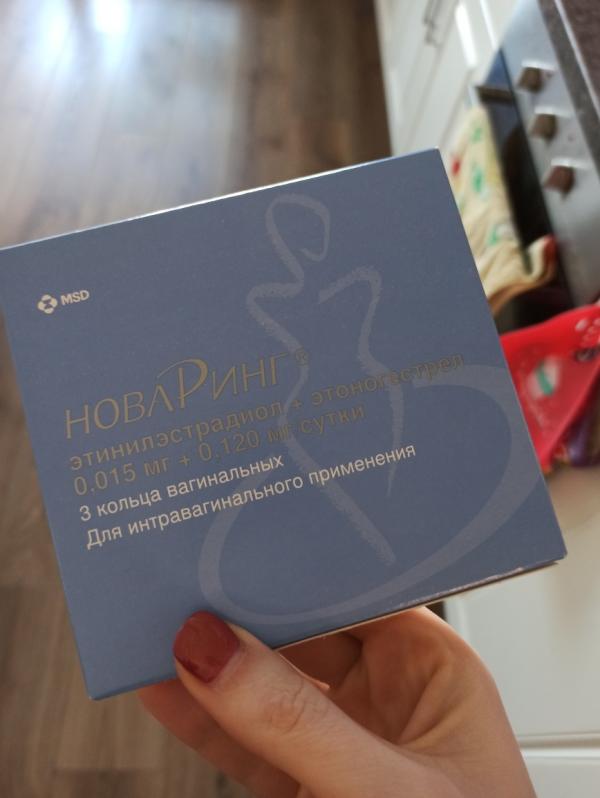 MSD
НОВАРИНГ®
этинилэстрадиол + этоногестрел
0,015 мг + 0,120 мг сутки
3 кольца вагинальных
Для интравагинального применения